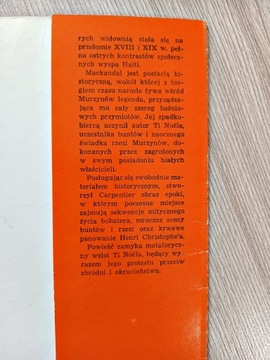 rych widownią stała się na
przełomie XVIII i XIX w. peł-
na ostrych kontrastów społecz-
nych wyspa Haiti.
Mackandal jest postacią hi-
storyczną, wokół której z bie-
giem czasu narosła żywa wśród
Murzynów legenda, przypisują-
ca mu cały szereg baśnio-
wych przymiotów. Jej spadko-
biercą uczynił autor Ti Noëla,
uczestnika buntów i naocznego
świadka rzezi Murzynów, do-
konanych przez zagrożonych
w swym posiadaniu białych
właścicieli.
Posługując się swobodnie ma-
teriałem historycznym, stwo-
rzył Carpentier obraz epoki,
w którym poczesne miejsce
zajmują sekwencje mitycznego
życia bohatera, mroczne sceny
buntów i rzezi oraz krwawe
panowanie Henri Christophe'a.
Powieść zamyka metaforycz-
ny wzlot Ti Noëla, będący wy-
razem jego protestu przeciw
zbrodni i okrucieństwu.